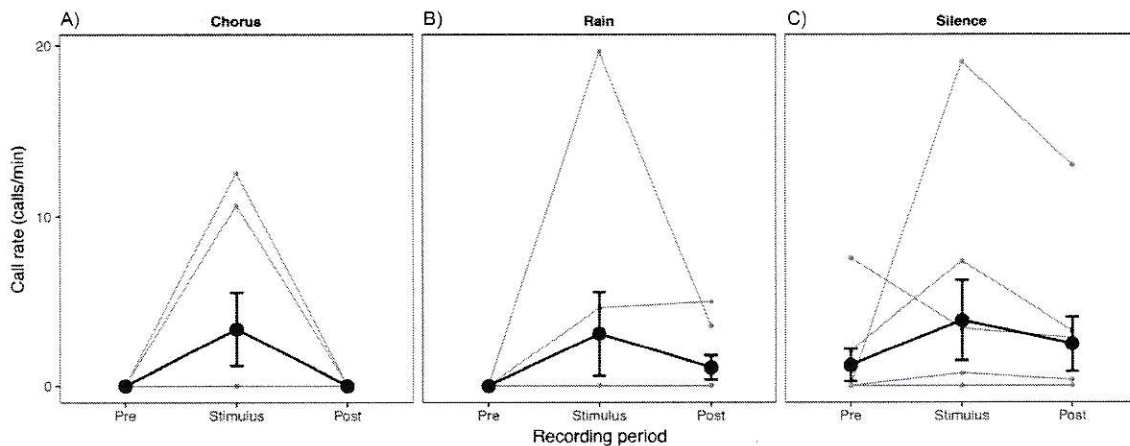 A) Chorus
B) Rain
C) Silence
20
10
0
Call rate (calls/min)
Pre Stimulus Post
Pre Stimulus Post
Pre Stimulus Post
Recording period